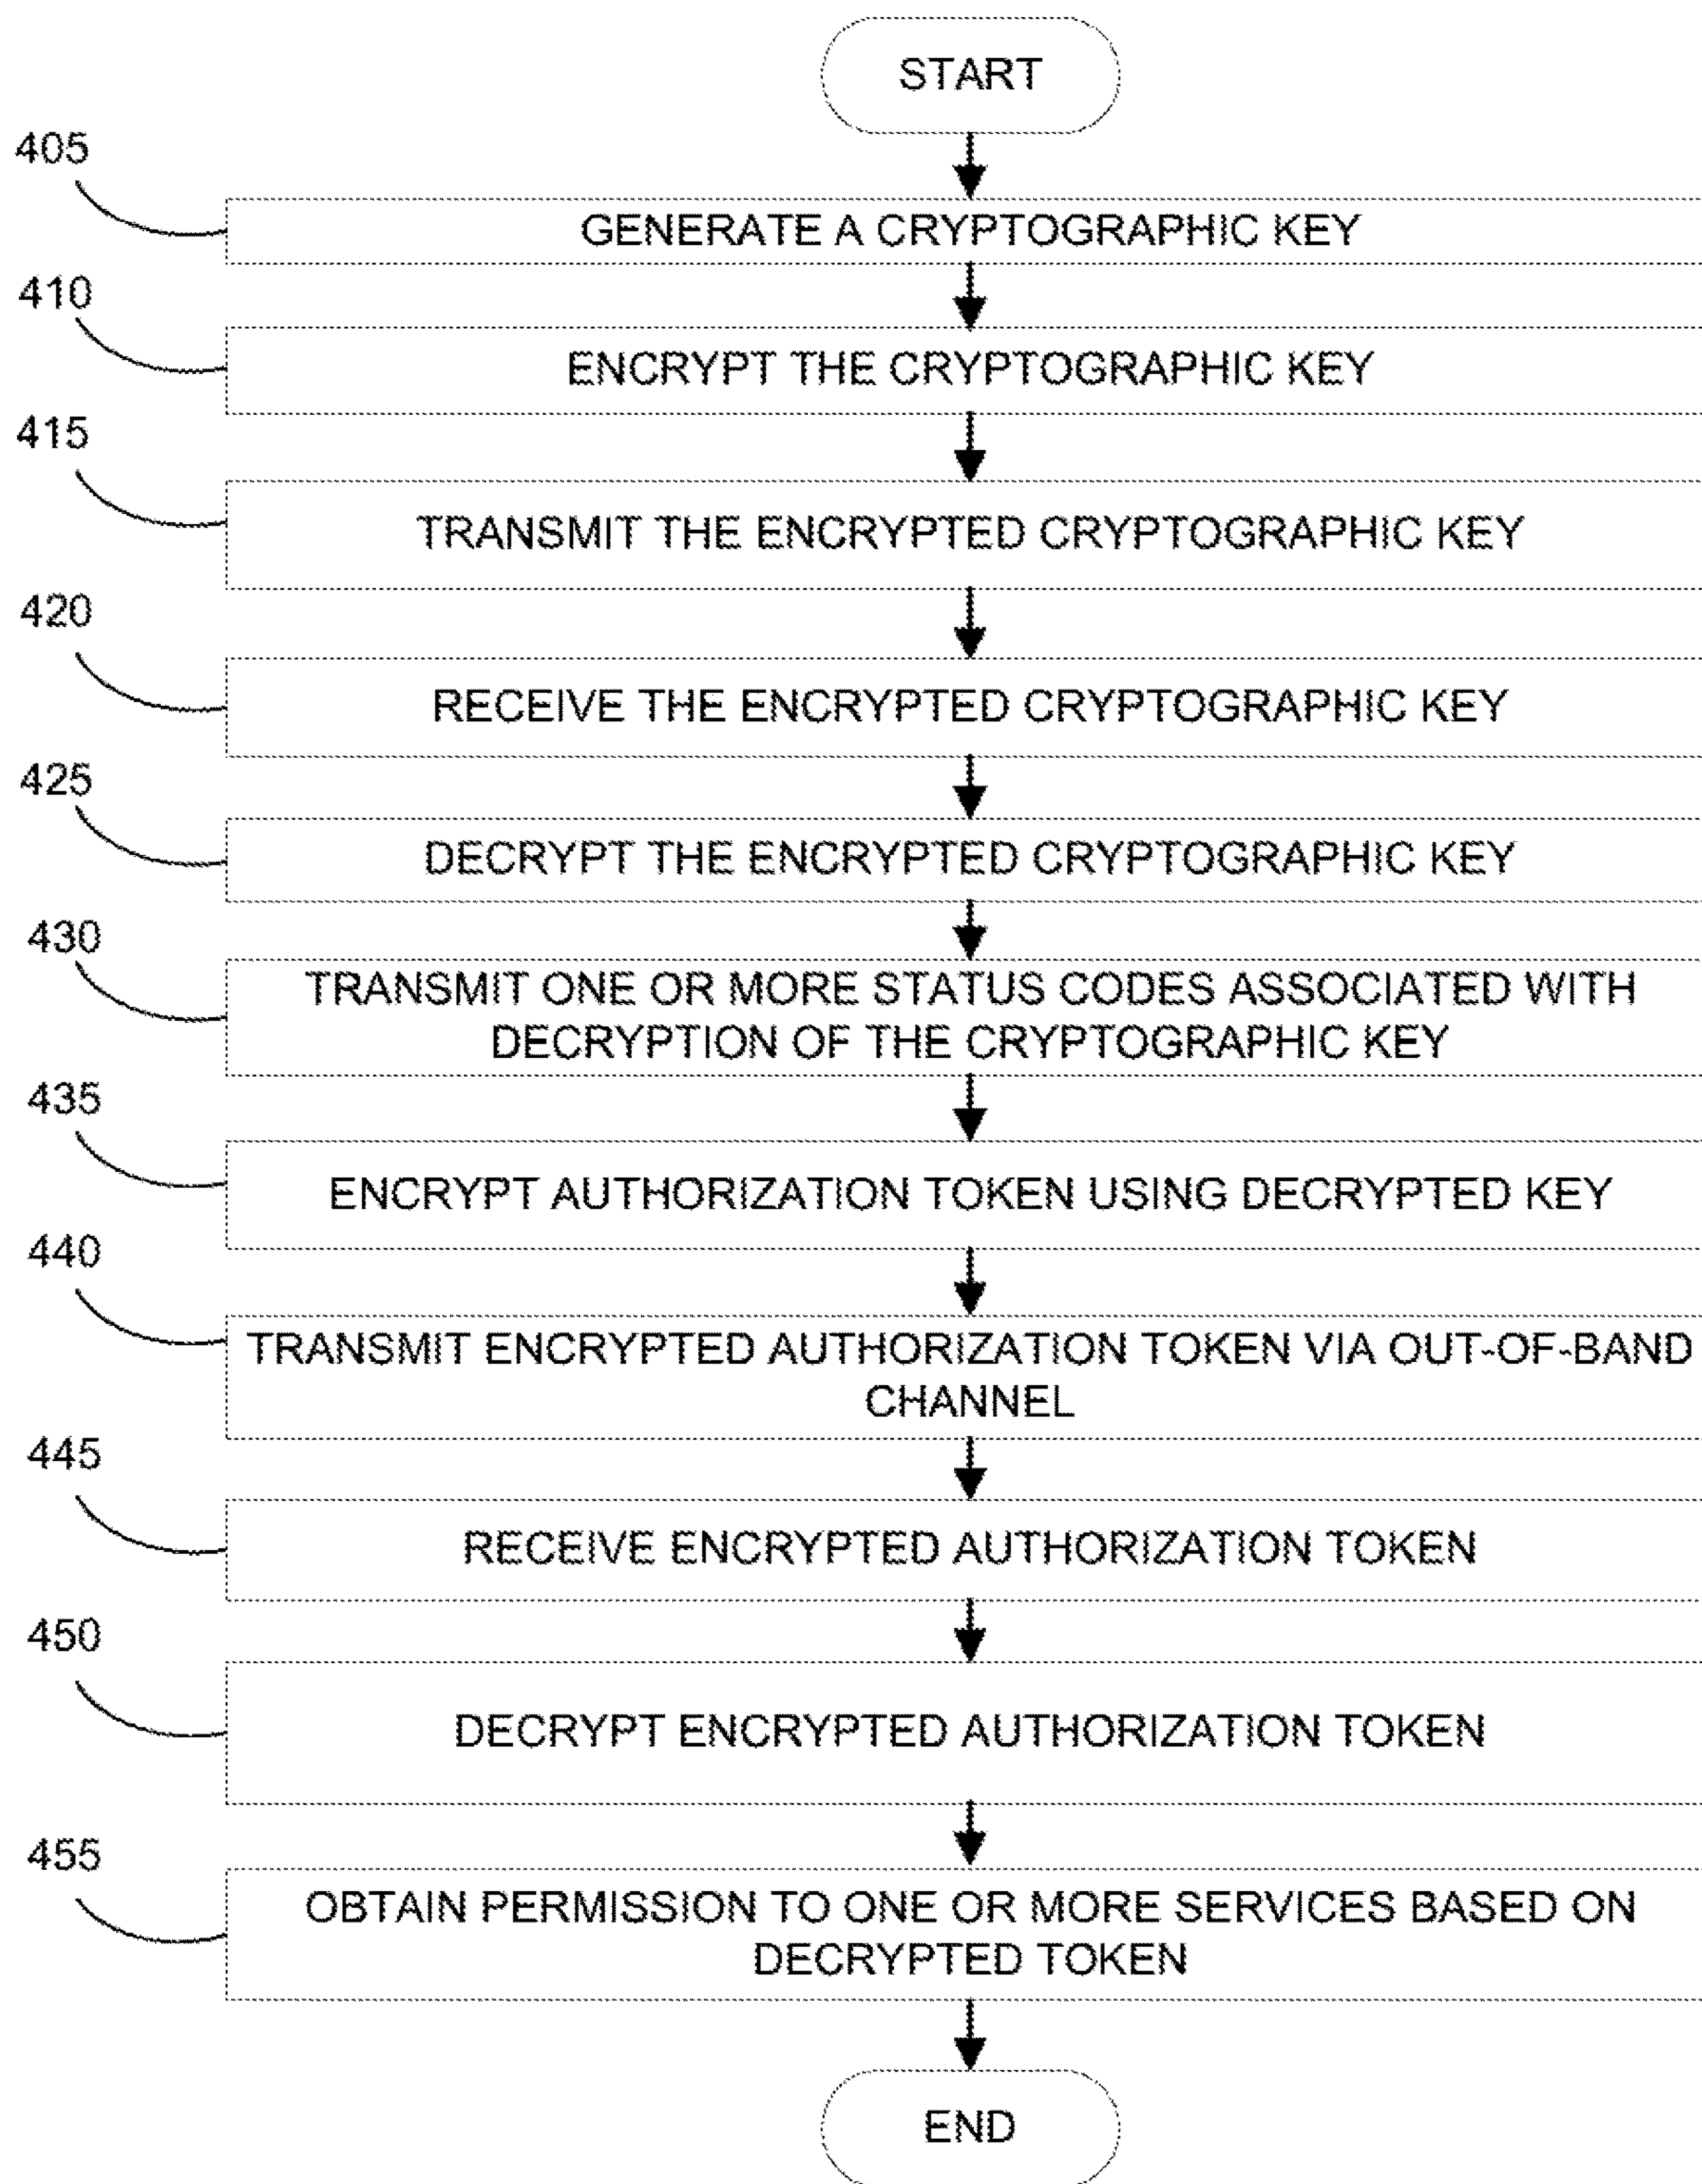 START
405
GENERATE A CRYPTOGRAPHIC KEY
410
ENCRYPT THE CRYPTOGRAPHIC KEY
415
TRANSMIT THE ENCRYPTED CRYPTOGRAPHIC KEY
420
RECEIVE THE ENCRYPTED CRYPTOGRAPHIC KEY
425
DECRYPT THE ENCRYPTED CRYPTOGRAPHIC KEY
430
TRANSMIT ONE OR MORE STATUS CODES ASSOCIATED WITH
DECRYPTION OF THE CRYPTOGRAPHIC KEY
435
ENCRYPT AUTHORIZATION TOKEN USING DECRYPTED KEY
440
TRANSMIT ENCRYPTED AUTHORIZATION TOKEN VIA OUT-OF-BAND
CHANNEL
445
RECEIVE ENCRYPTED AUTHORIZATION TOKEN
450
DECRYPT ENCRYPTED AUTHORIZATION TOKEN
455
OBTAIN PERMISSION TO ONE OR MORE SERVICES BASED ON
DECRYPTED TOKEN
END